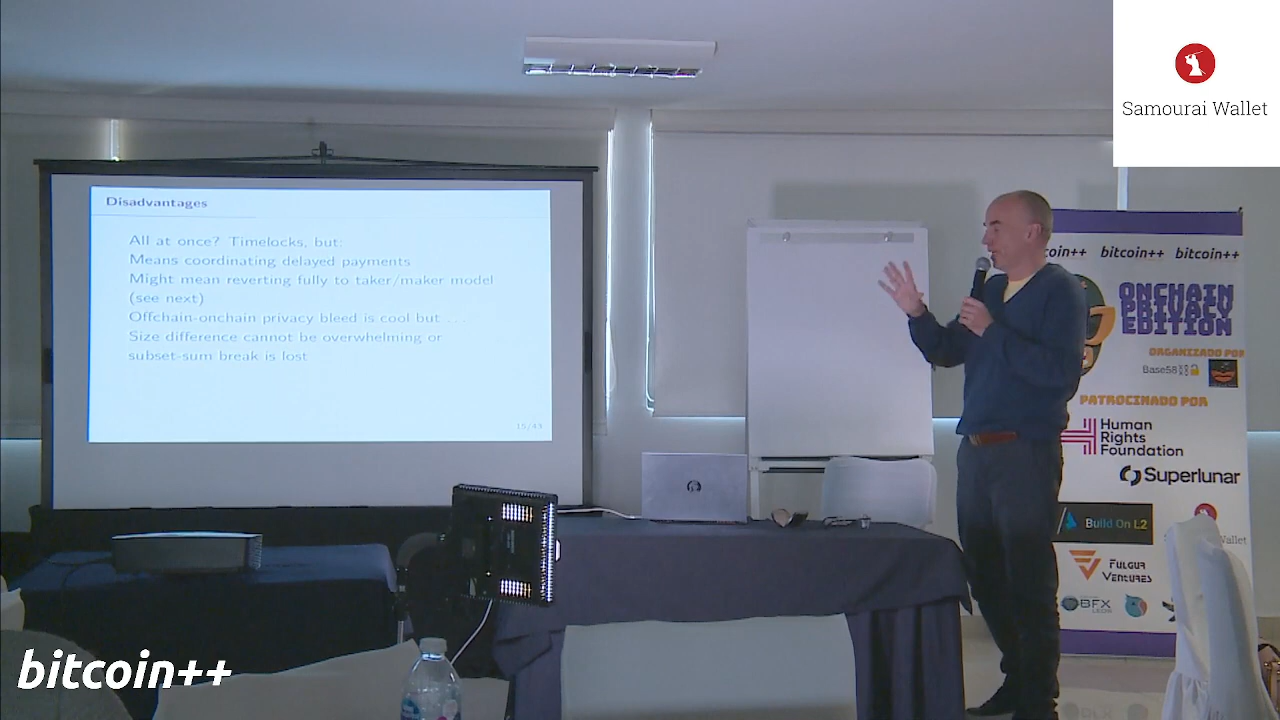 Samourai Wallet
Disadvantages
All at once? Timelocks, but:
Means coordinating delayed payments
Might mean reverting fully to taker/maker model
(see next)
Offchain-onchain privacy bleed is cool but ...
Size difference cannot be overwhelming or
subset-sum break is lost
15/43
coin++ bitcoin++ bitcoin++
ONCHAIN
PRIVACY
EDITION
ORGANIZADO POR
Base58
PATROCINADO POR
Human
Rights
Foundation
Superlunar
Build On L2
Wallet
FULGUR
VENTURES
BFX
bitcoin++